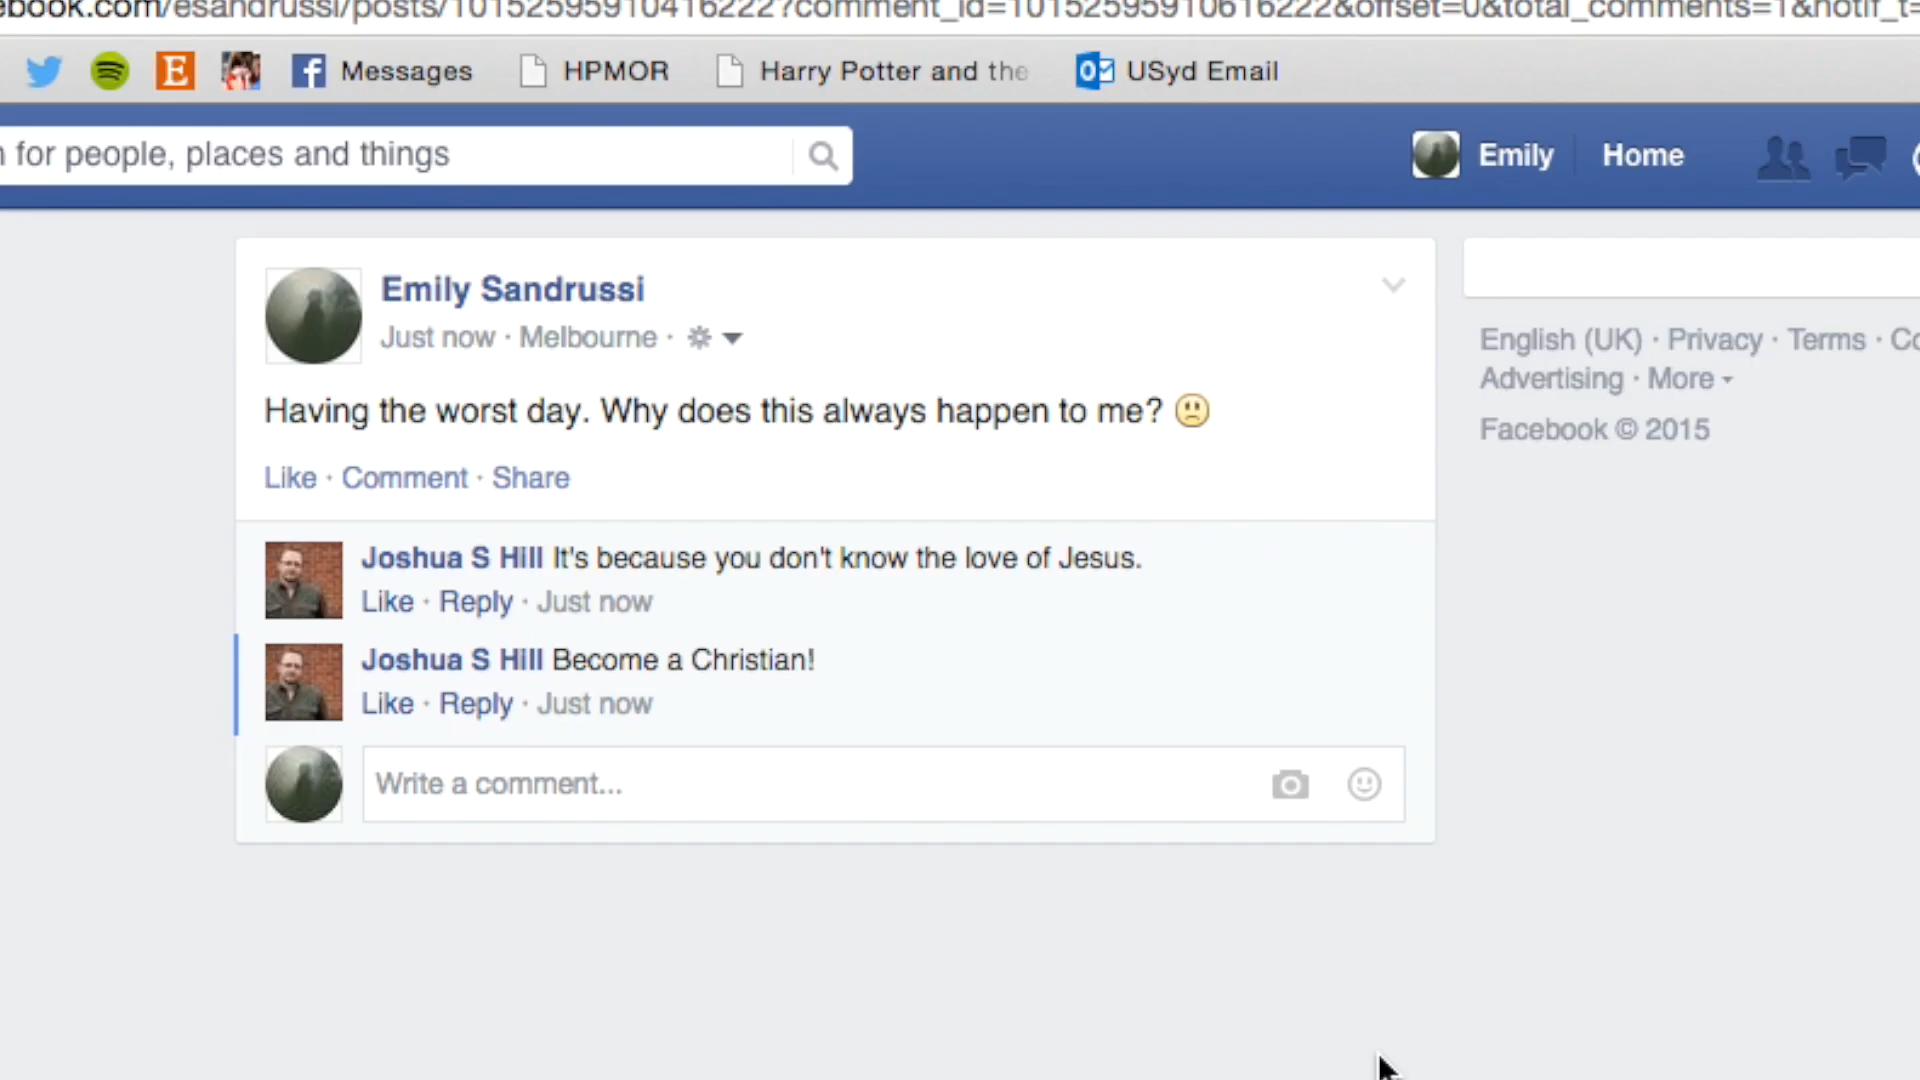 ebook.com/esandrussi/posts/10152595910416222?comment_id=10152595910616222&offset=0&total_comments=1&notif_t=
E
f Messages HPMOR Harry Potter and the USyd Email
for people, places and things
Emily Home
Emily Sandrussi
Just now · Melbourne ·
Having the worst day. Why does this always happen to me?
Like · Comment · Share
Joshua S Hill It's because you don't know the love of Jesus.
Like · Reply · Just now
Joshua S Hill Become a Christian!
Like · Reply · Just now
Write a comment...
English (UK) · Privacy · Terms · Co
Advertising · More
Facebook © 2015